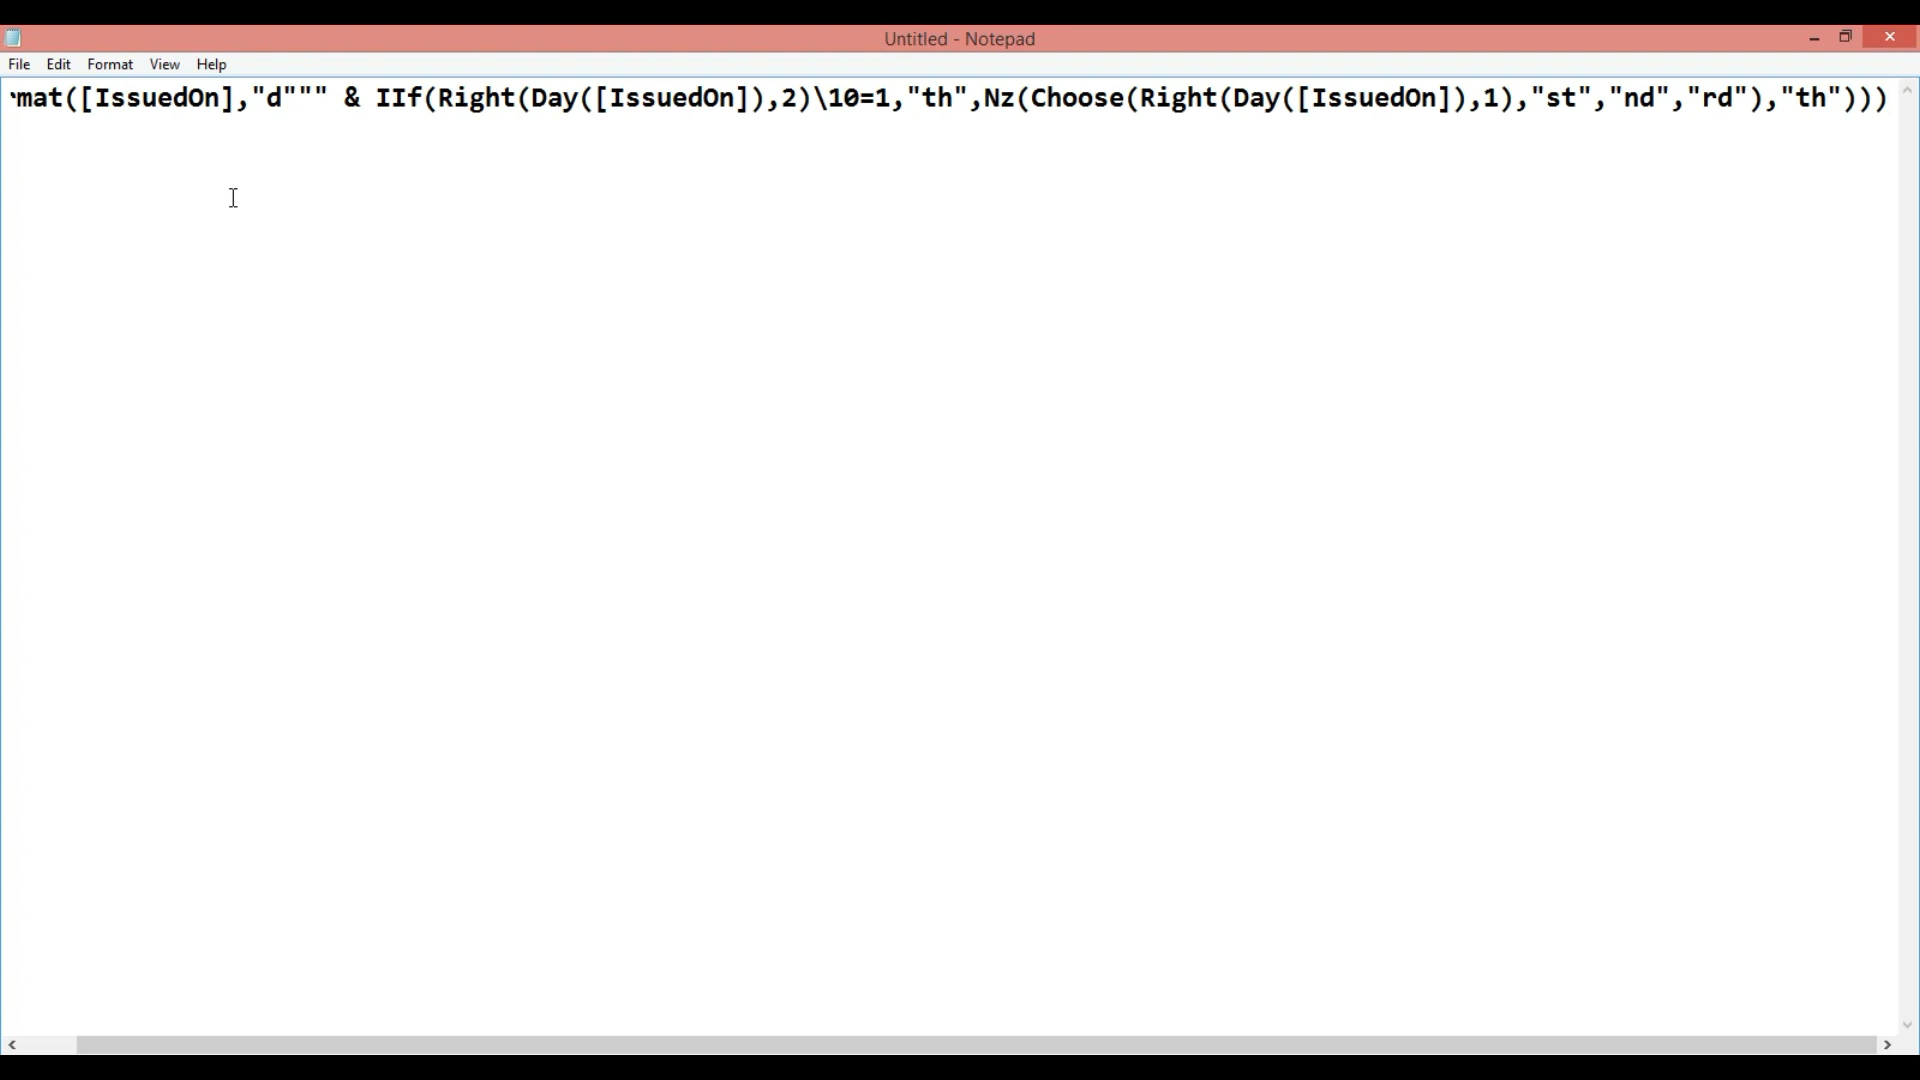 Untitled - Notepad
File Edit Format View Help
mat([IssuedOn],"d""" & IIf(Right(Day([IssuedOn]),2)\10=1,"th",Nz(Choose(Right(Day([IssuedOn]),1),"st","nd","rd"),"th")))